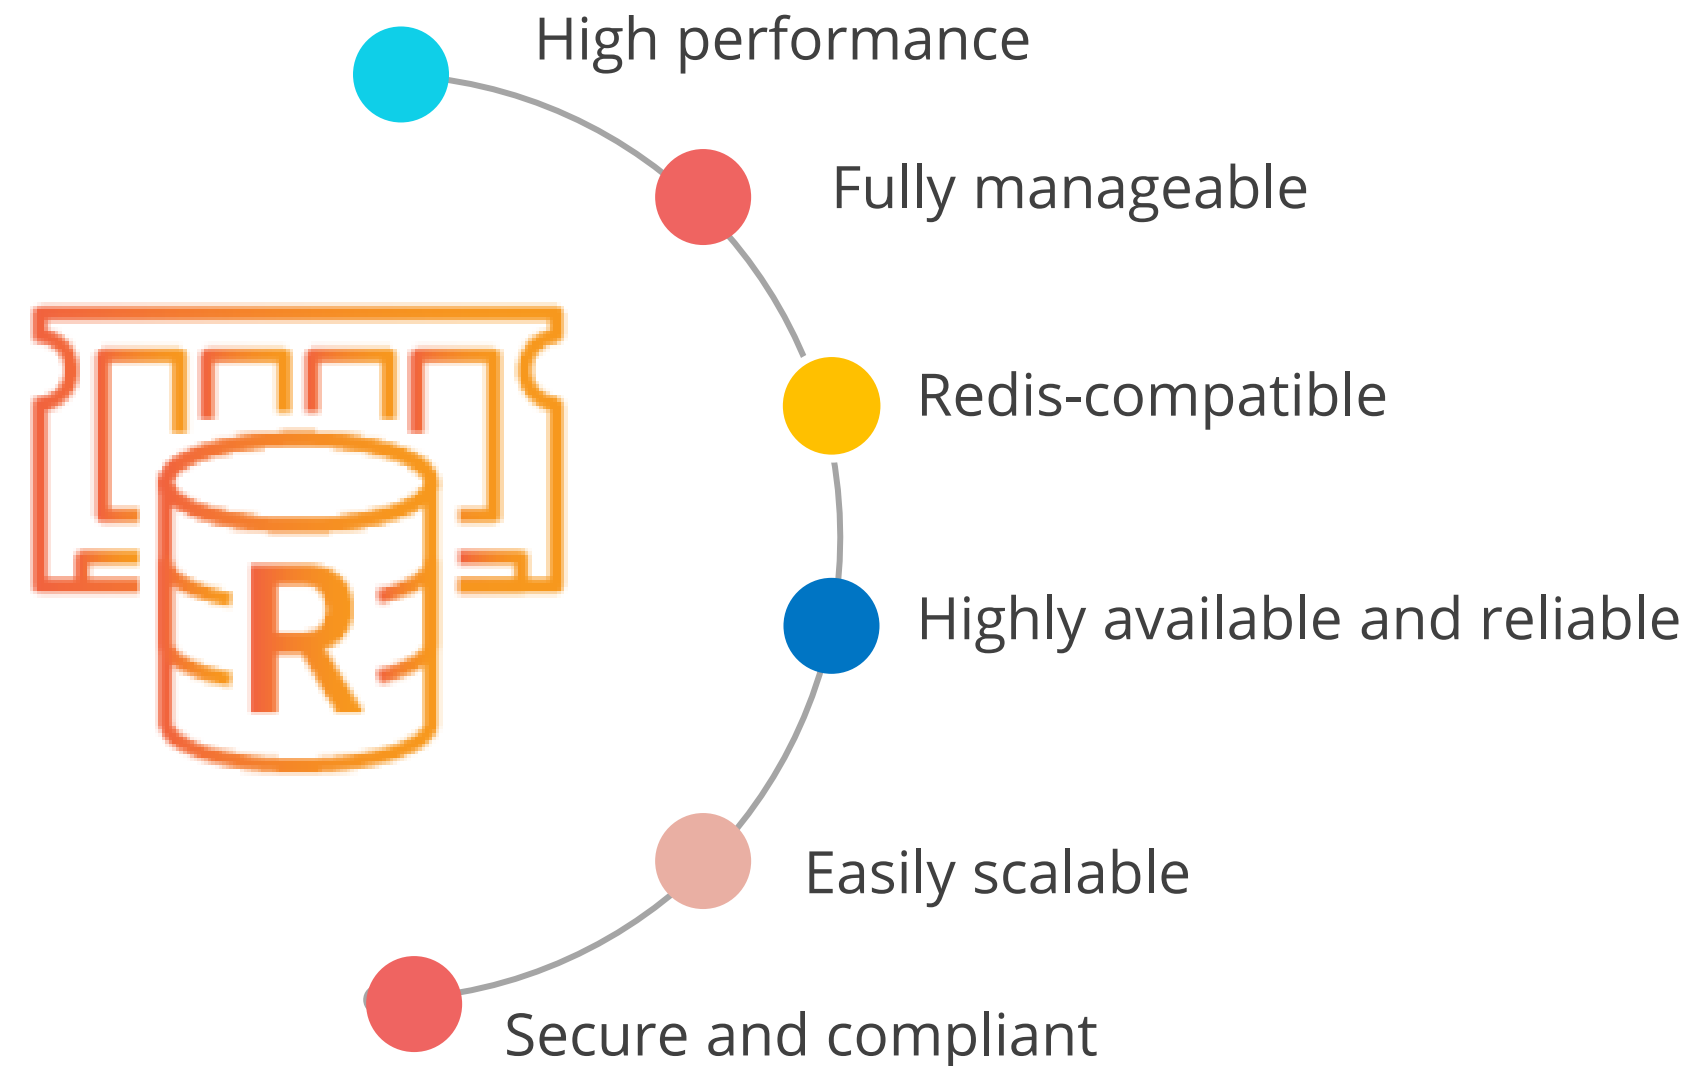 High performance
Fully manageable
Redis-compatible
R
Highly available and reliable
Easily scalable
Secure and compliant